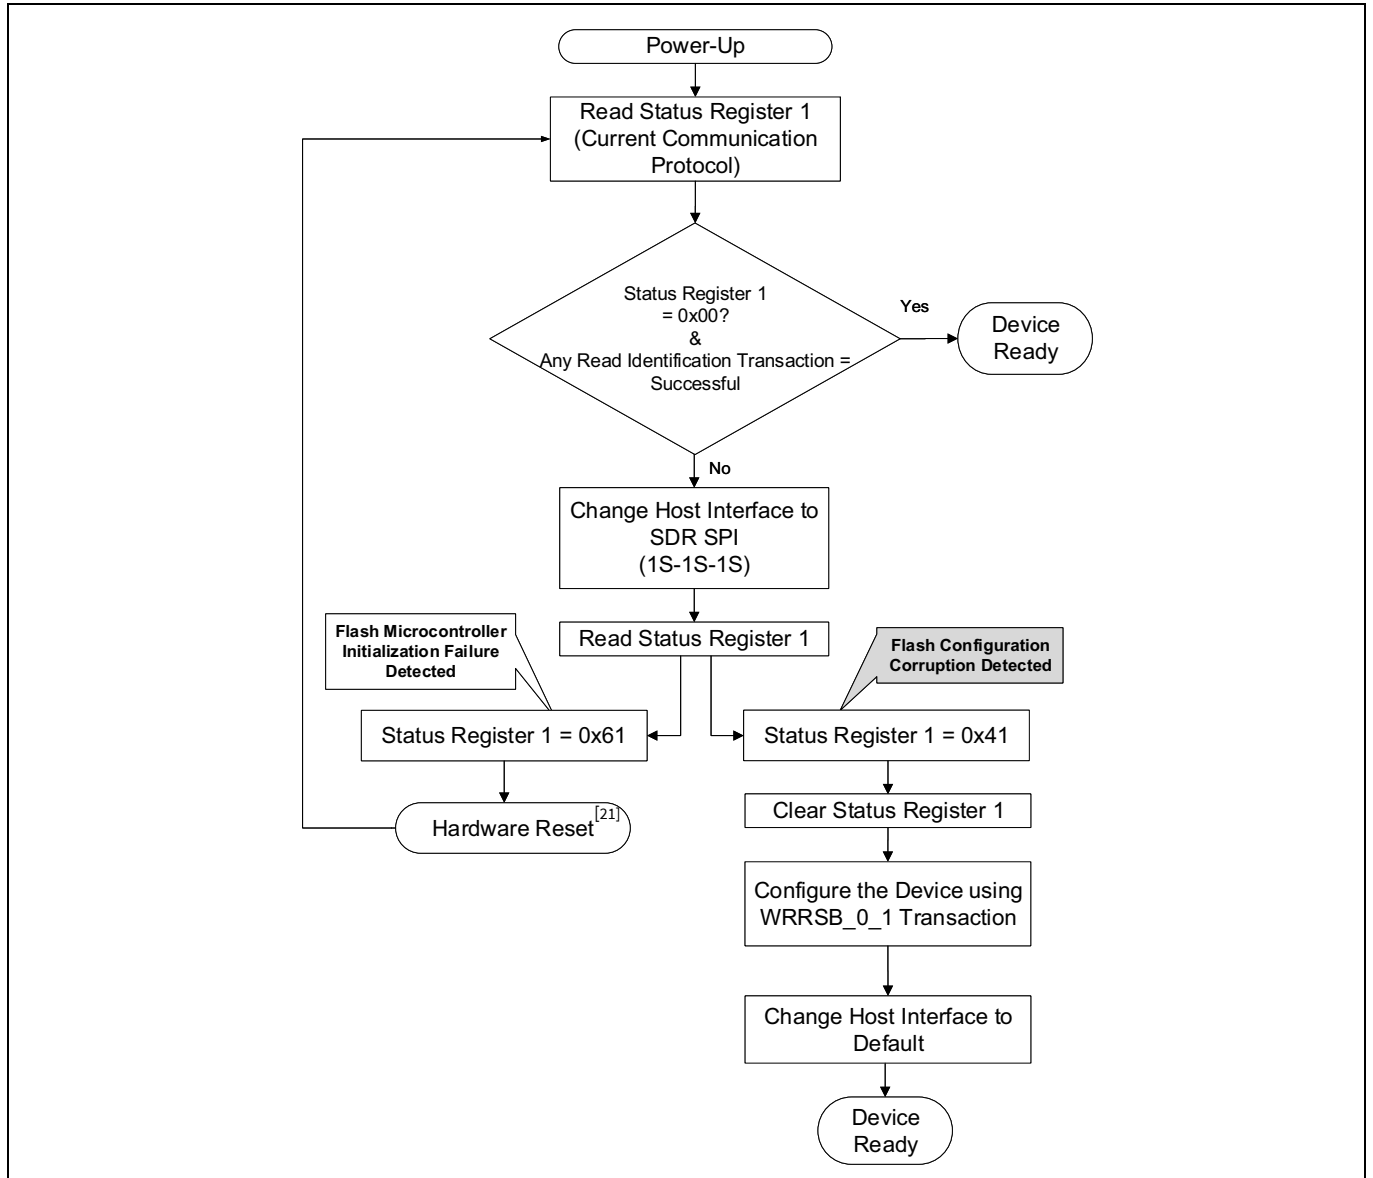 Power-Up
Read Status Register 1
(Current Communication
Protocol)
Status Register 1
= 0x00?
&
Any Read Identification Transaction =
Successful
Yes
Device
Ready
No
Change Host Interface to
SDR SPI
(1S-1S-1S)
Read Status Register 1
Flash Microcontroller
Initialization Failure
Detected
Flash Configuration
Corruption Detected
Status Register 1 = 0x61
Status Register 1 = 0x41
Hardware Reset[21]
Clear Status Register 1
Configure the Device using
WRRSB_0_1 Transaction
Change Host Interface to
Default
Device
Ready